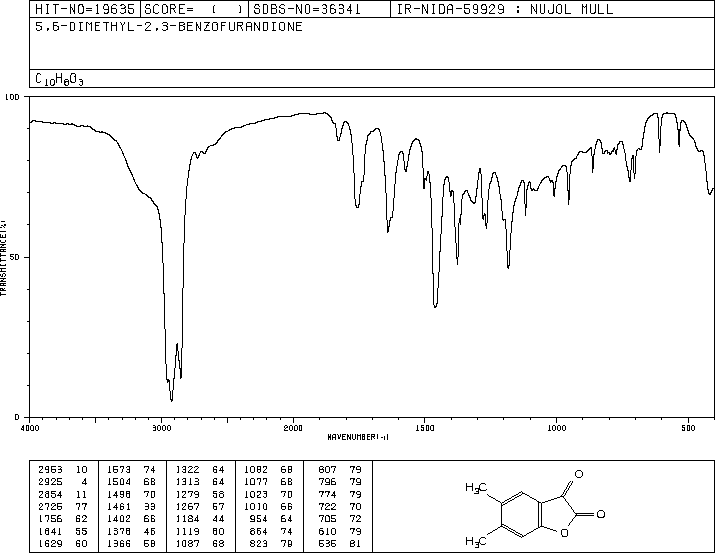 HIT-NO=19635 SCORE= ( ) SDBS-NO=36341 IR-NIDA-59929 : NUJOL MULL
5,6-DIMETHYL-2,3-BENZOFURANDIONE
C10H8O3
100
50
0
TRANSMITTANCE(%)
4000 3000 2000 1500 1000 500
WAVENUMBER(-1)
2953 10 1573 74 1322 64 1082 68 807 79
2925 4 1504 68 1313 64 1077 68 796 79
2854 11 1498 70 1279 58 1023 70 774 79
2725 77 1461 33 1267 57 1010 66 722 70
1756 62 1402 66 1184 44 954 64 705 72
1641 55 1378 46 1119 60 864 74 610 79
1629 60 1366 58 1087 68 823 79 535 81
H3C
O
O
O
H3C